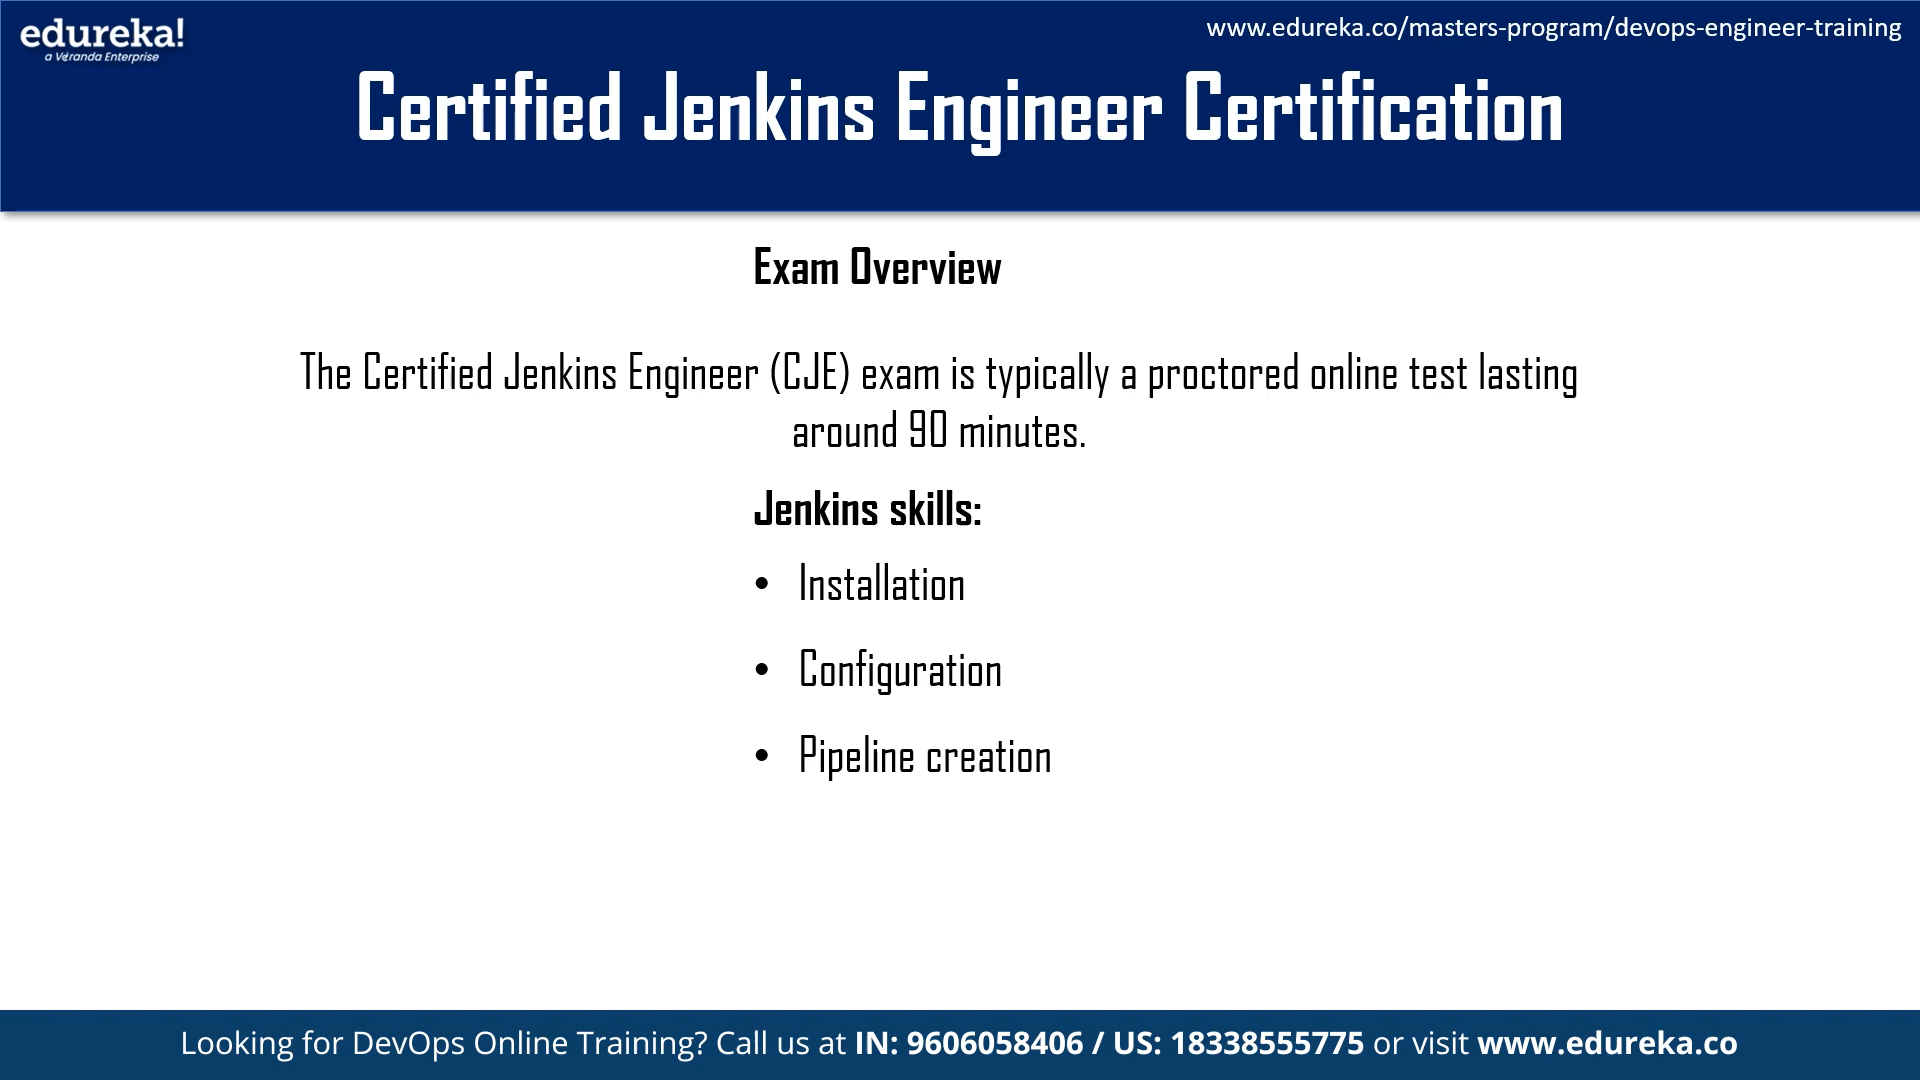 edureka!
a Veranda Enterprise
www.edureka.co/masters-program/devops-engineer-training
Certified Jenkins Engineer Certification
Exam Overview
The Certified Jenkins Engineer (CJE) exam is typically a proctored online test lasting
around 90 minutes.
Jenkins skills:
• Installation
• Configuration
• Pipeline creation
Looking for DevOps Online Training? Call us at IN: 9606058406 / US: 18338555775 or visit www.edureka.co